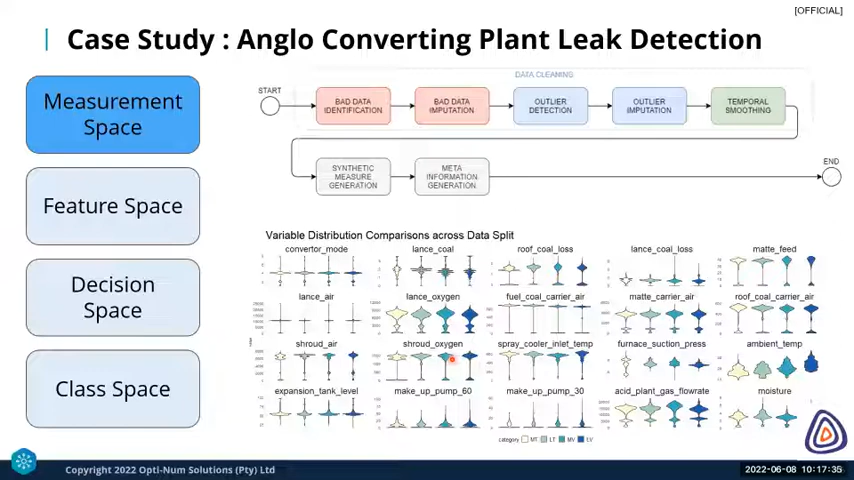 [OFFICIAL]
Case Study : Anglo Converting Plant Leak Detection
Measurement
Space
Feature Space
Decision
Space
Class Space
DATA CLEANING
START
BAD DATA
IDENTIFICATION
BAD DATA
IMPUTATION
OUTLIER
DETECTION
OUTLIER
IMPUTATION
TEMPORAL
SMOOTHING
SYNTHETIC
MEASURE
GENERATION
META
INFORMATION
GENERATION
END
Variable Distribution Comparisons across Data Split
convertor_mode
lance_coal
roof_coal_loss
lance_coal_loss
matte_feed
lance_air
lance_oxygen
fuel_coal_carrier_air
matte_carrier_air
roof_coal_carrier_air
shroud_air
shroud_oxygen
spray_cooler_inlet_temp
furnace_suction_press
ambient_temp
expansion_tank_level
make_up_pump_60
make_up_pump_30
acid_plant_gas_flowrate
moisture
Category MT LT MV LV
Copyright 2022 Opti-Num Solutions (Pty) Ltd
2022-06-08 10:17:35